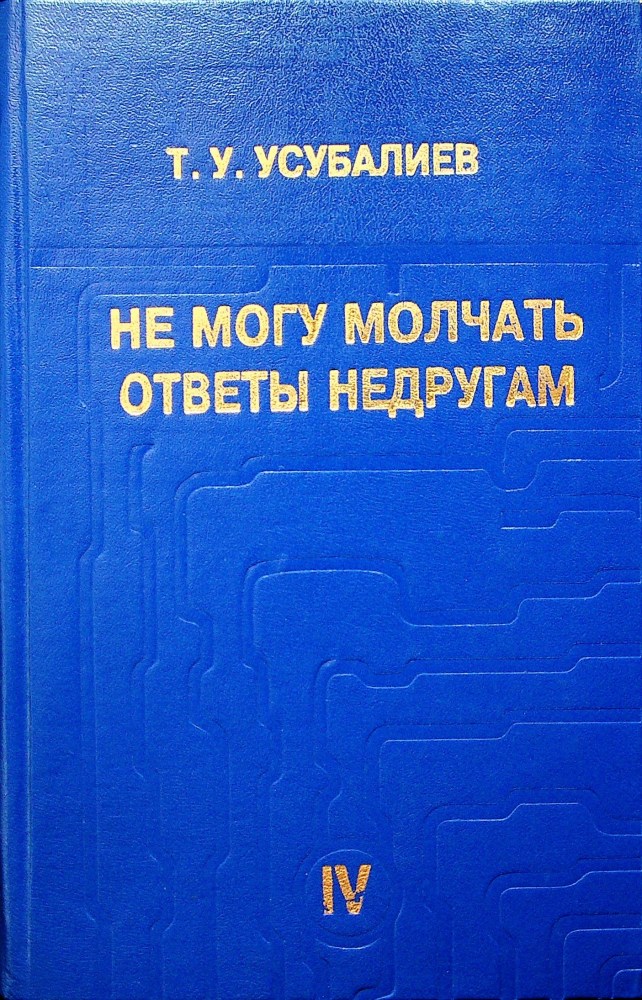 Т. У. УСУБАЛИЕВ
НЕ МОГУ МОЛЧАТЬ
ОТВЕТЫ НЕДРУГАМ
IV